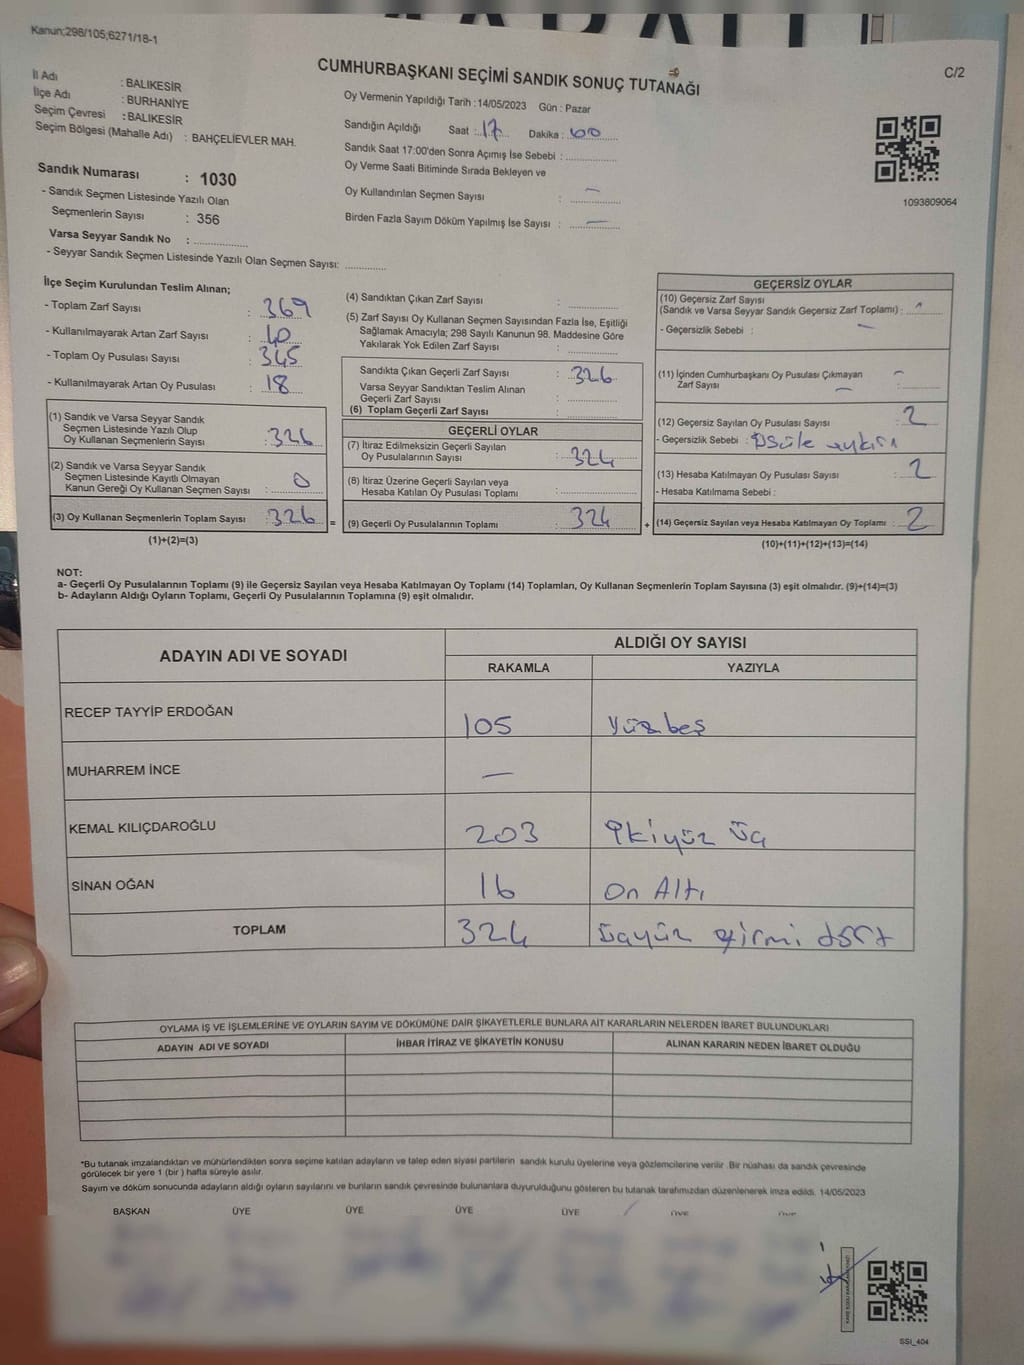 Kanun;298/105;6271/18-1
C/2
CUMHURBAŞKANI SEÇİMİ SANDIK SONUÇ TUTANAĞI
İl Adı : BALIKESİR
İlçe Adı : BURHANİYE
Seçim Çevresi : BALIKESİR
Seçim Bölgesi (Mahalle Adı) : BAHÇELİEVLER MAH.
Oy Vermenin Yapıldığı Tarih : 14/05/2023 Gün : Pazar
Sandığın Açıldığı Saat : 17 Dakika : 00
Sandık Saat 17:00'den Sonra Açımış İse Sebebi :
Oy Verme Saati Bitiminde Sırada Bekleyen ve
Oy Kullandırılan Seçmen Sayısı : —
Birden Fazla Sayım Döküm Yapılmış İse Sayısı : —
1093809064
Sandık Numarası : 1030
- Sandık Seçmen Listesinde Yazılı Olan
Seçmenlerin Sayısı : 356
Varsa Seyyar Sandık No :
- Seyyar Sandık Seçmen Listesinde Yazılı Olan Seçmen Sayısı:
İlçe Seçim Kurulundan Teslim Alınan;
- Toplam Zarf Sayısı : 369
- Kullanılmayarak Artan Zarf Sayısı : 40
- Toplam Oy Pusulası Sayısı : 345
- Kullanılmayarak Artan Oy Pusulası : 18
(1) Sandık ve Varsa Seyyar Sandık
Seçmen Listesinde Yazılı Olup
Oy Kullanan Seçmenlerin Sayısı : 326
(2) Sandık ve Varsa Seyyar Sandık
Seçmen Listesinde Kayıtlı Olmayan
Kanun Gereği Oy Kullanan Seçmen Sayısı : 0
(3) Oy Kullanan Seçmenlerin Toplam Sayısı : 326 =
(1)+(2)=(3)
(4) Sandıktan Çıkan Zarf Sayısı :
(5) Zarf Sayısı Oy Kullanan Seçmen Sayısından Fazla İse, Eşitliği
Sağlamak Amacıyla; 298 Sayılı Kanunun 98. Maddesine Göre
Yakılarak Yok Edilen Zarf Sayısı :
Sandıkta Çıkan Geçerli Zarf Sayısı : 326
Varsa Seyyar Sandıktan Teslim Alınan
Geçerli Zarf Sayısı :
(6) Toplam Geçerli Zarf Sayısı :
GEÇERLİ OYLAR
(7) İtiraz Edilmeksizin Geçerli Sayılan
Oy Pusulalarının Sayısı : 324
(8) İtiraz Üzerine Geçerli Sayılan veya
Hesaba Katılan Oy Pusulası Toplamı :
(9) Geçerli Oy Pusulalarının Toplamı : 324 +
GEÇERSİZ OYLAR
(10) Geçersiz Zarf Sayısı
(Sandık ve Varsa Seyyar Sandık Geçersiz Zarf Toplamı) :
- Geçersizlik Sebebi : —
(11) İçinden Cumhurbaşkanı Oy Pusulası Çıkmayan
Zarf Sayısı : —
(12) Geçersiz Sayılan Oy Pusulası Sayısı : 2
- Geçersizlik Sebebi : usüle aykırı
(13) Hesaba Katılmayan Oy Pusulası Sayısı : 2
- Hesaba Katılmama Sebebi :
(14) Geçersiz Sayılan veya Hesaba Katılmayan Oy Toplamı : 2
(10)+(11)+(12)+(13)=(14)
NOT:
a- Geçerli Oy Pusulalarının Toplamı (9) ile Geçersiz Sayılan veya Hesaba Katılmayan Oy Toplamı (14) Toplamları, Oy Kullanan Seçmenlerin Toplam Sayısına (3) eşit olmalıdır. (9)+(14)=(3)
b- Adayların Aldığı Oyların Toplamı, Geçerli Oy Pusulalarının Toplamına (9) eşit olmalıdır.
ADAYIN ADI VE SOYADI ALDIĞI OY SAYISI
RAKAMLA YAZIYLA
RECEP TAYYİP ERDOĞAN 105 Yüzbeş
MUHARREM İNCE —
KEMAL KILIÇDAROĞLU 203 İkiyüz üç
SİNAN OĞAN 16 On Altı
TOPLAM 324 üçyüz yirmi dört
OYLAMA İŞ VE İŞLEMLERİNE VE OYLARIN SAYIM VE DÖKÜMÜNE DAİR ŞİKAYETLERLE BUNLARA AİT KARARLARIN NELERDEN İBARET BULUNDUKLARI
ADAYIN ADI VE SOYADI İHBAR İTİRAZ VE ŞİKAYETİN KONUSU ALINAN KARARIN NEDEN İBARET OLDUĞU
*Bu tutanak imzalandıktan ve mühürlendikten sonra seçime katılan adayların ve talep eden siyasi partilerin sandık kurulu üyelerine veya gözlemcilerine verilir. Bir nüshası da sandık çevresinde
görülecek bir yere 1 (bir ) hafta süreyle asılır.
Sayım ve döküm sonucunda adayların aldığı oyların sayılarını ve bunların sandık çevresinde bulunanlara duyurulduğunu gösteren bu tutanak tarafımızdan düzenlenerek imza edildi. 14/05/2023
BAŞKAN ÜYE ÜYE ÜYE ÜYE ÜYE ÜYE
SSI_404